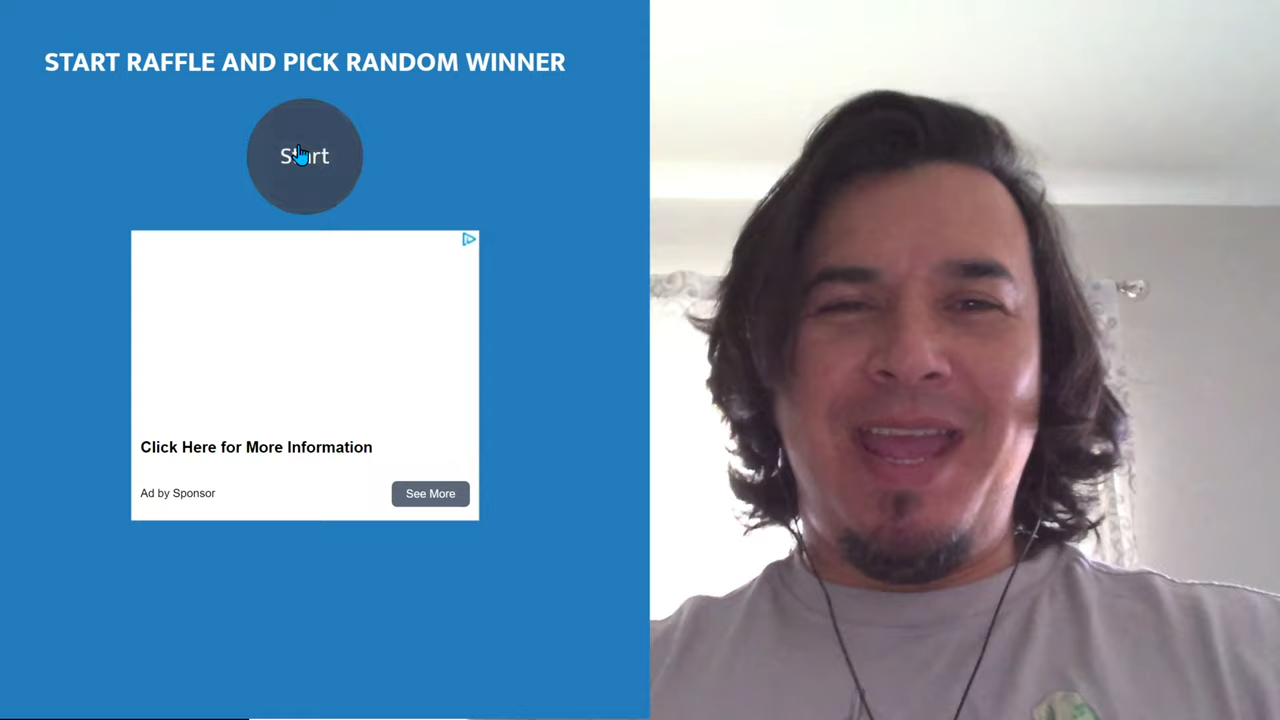 START RAFFLE AND PICK RANDOM WINNER
Start
Click Here for More Information
Ad by Sponsor
See More